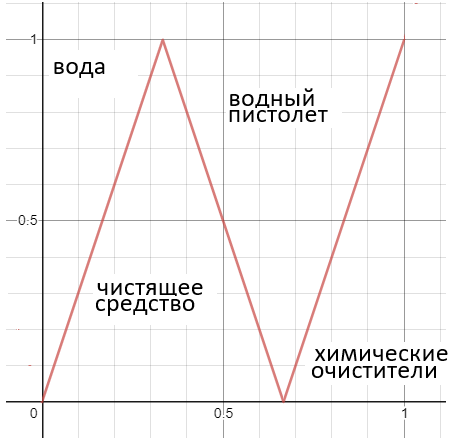 1
вода
водный
пистолет
0.5
чистящее
средство
химические
очистители
0 0.5 1